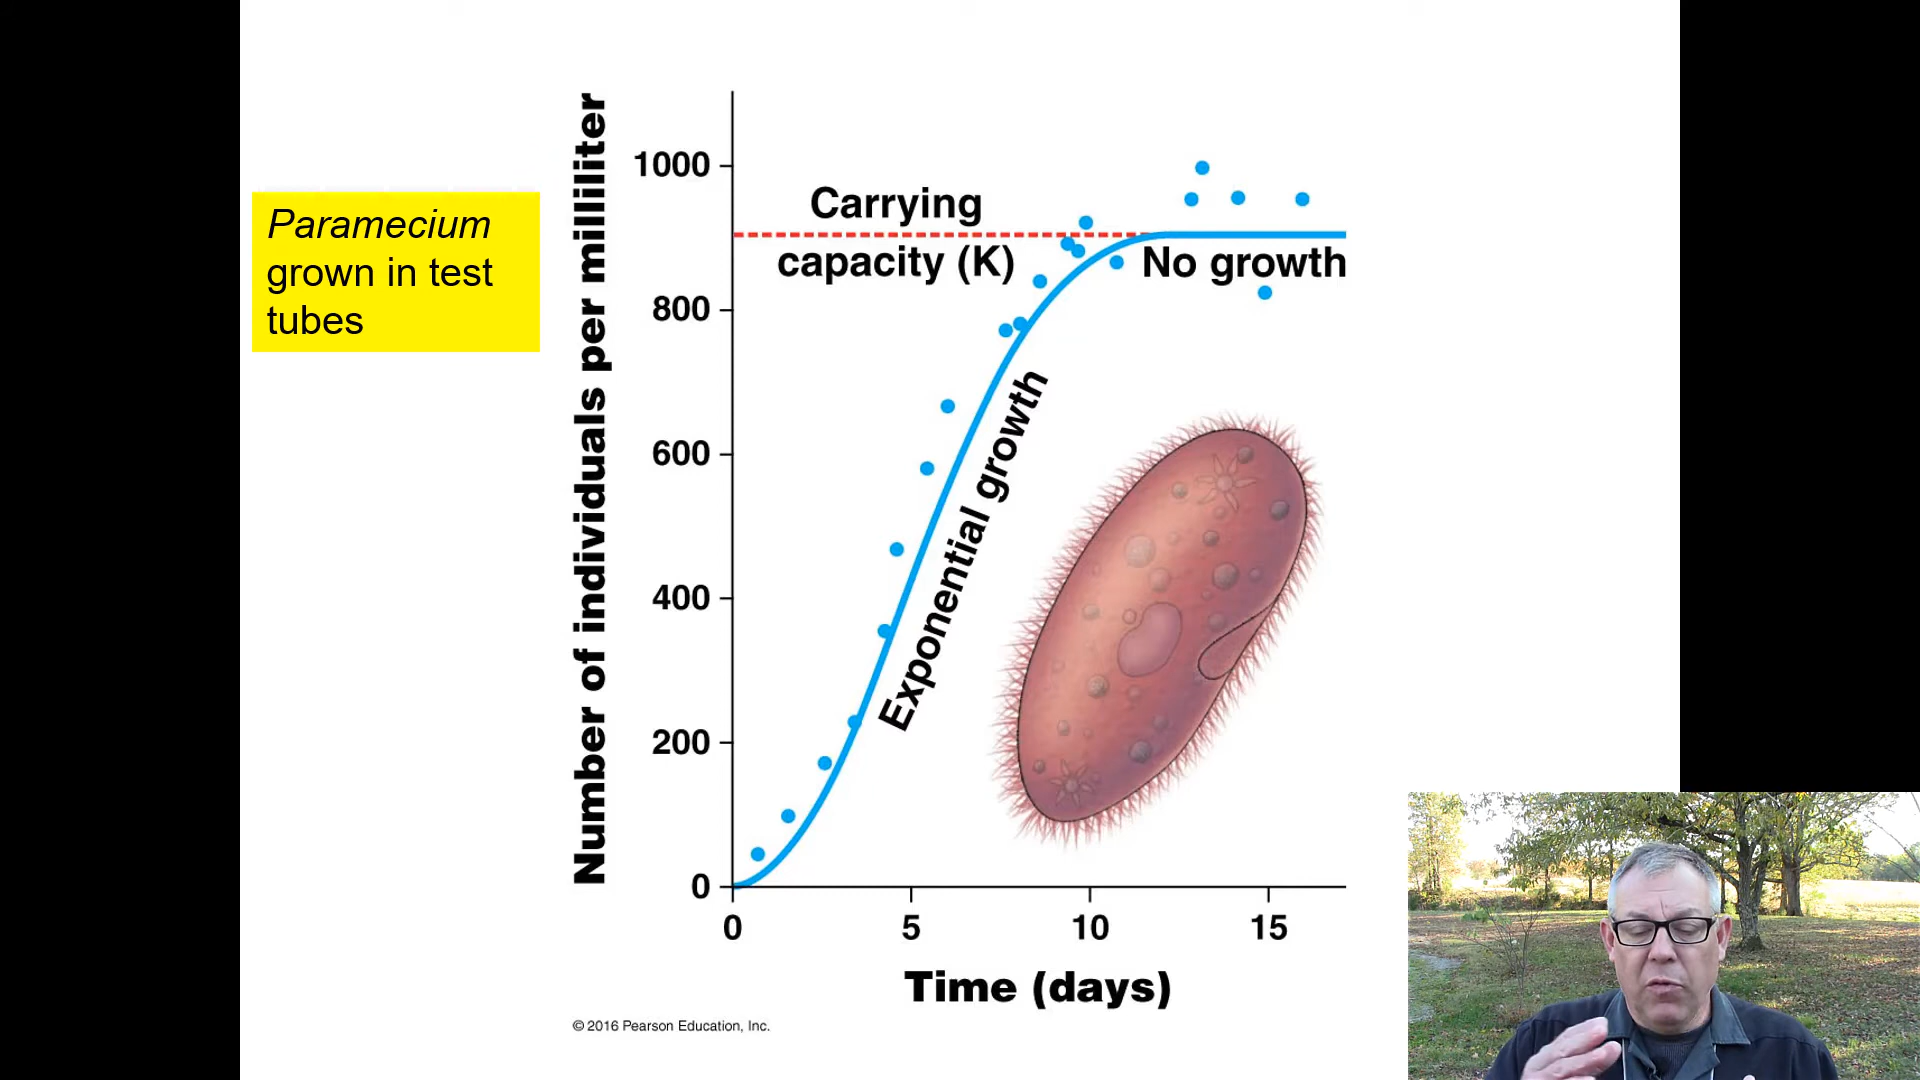 Paramecium
grown in test
tubes
Number of individuals per milliliter
1000
800
600
400
200
0
Carrying
capacity (K)
No growth
Exponential growth
0 5 10 15
Time (days)
© 2016 Pearson Education, Inc.